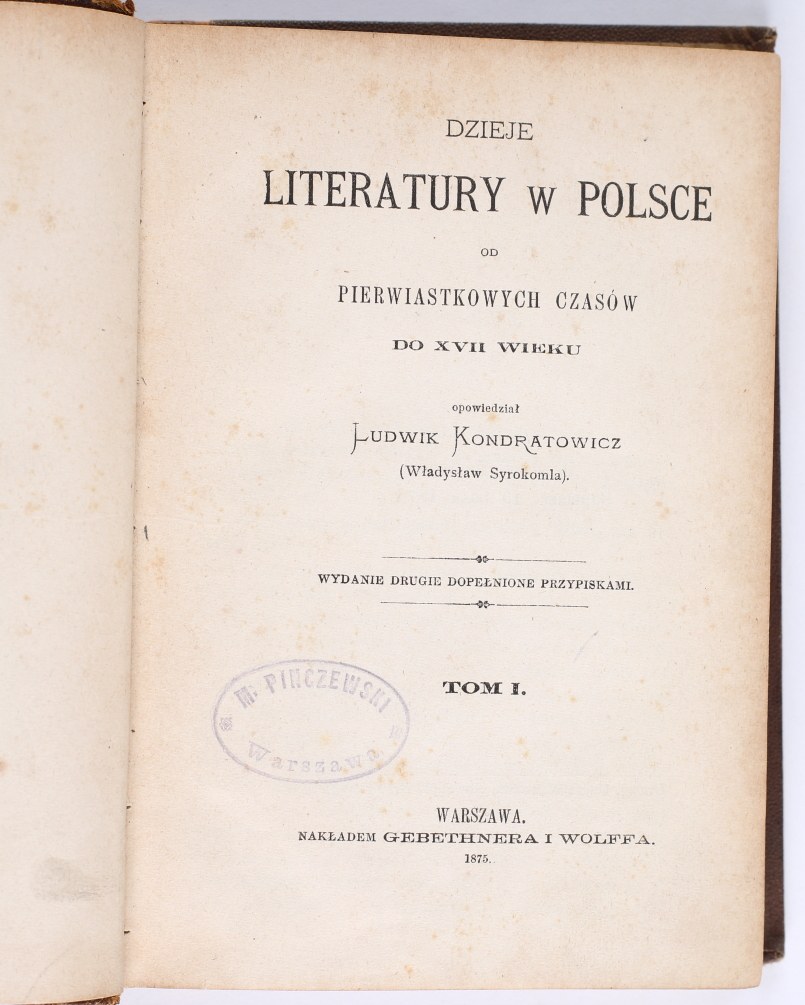 DZIEJE
LITERATURY W POLSCE
OD
PIERWIASTKOWYCH CZASÓW
DO XVII WIEKU
opowiedział
LUDWIK KONDRATOWICZ
(Władysław Syrokomla).
WYDANIE DRUGIE DOPEŁNIONE PRZYPISKAMI.
TOM I.
M. PINCZEWSKI
Warszawa
WARSZAWA.
NAKŁADEM GEBETHNERA I WOLFFA.
1875.